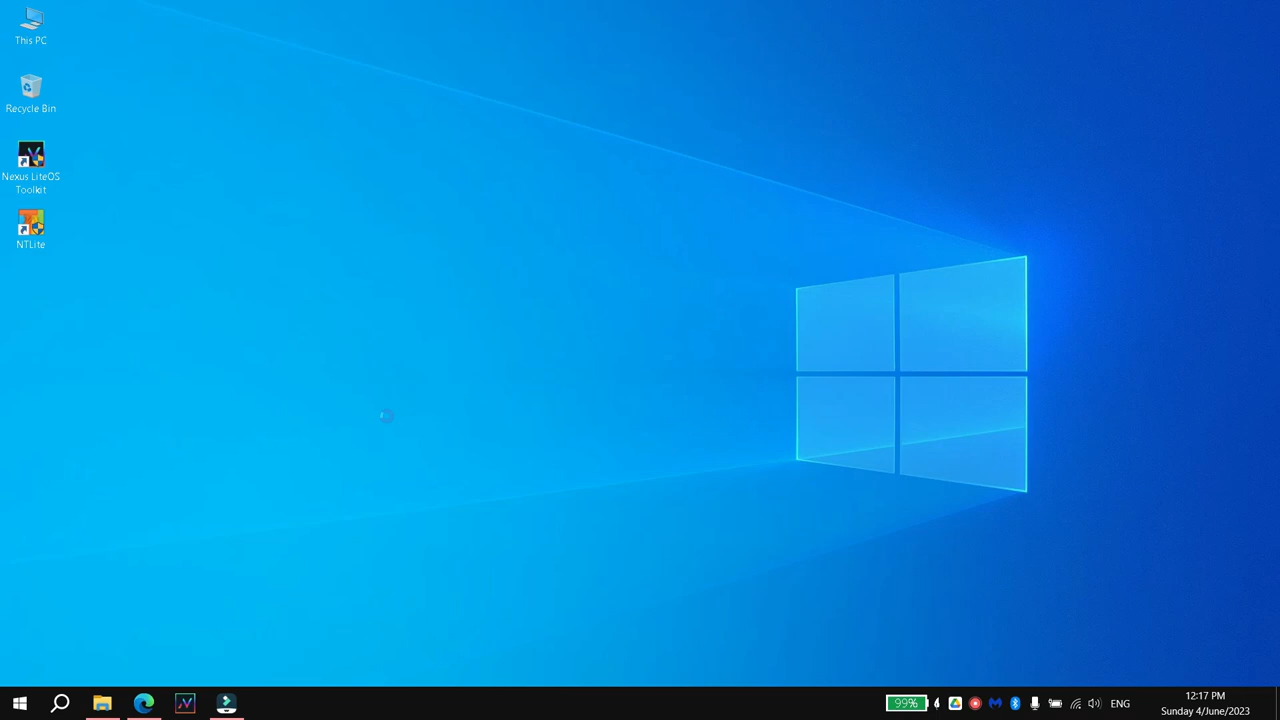 This PC
Recycle Bin
Nexus LiteOS
Toolkit
NTLite
99%
ENG
12:17 PM
Sunday 4/June/2023